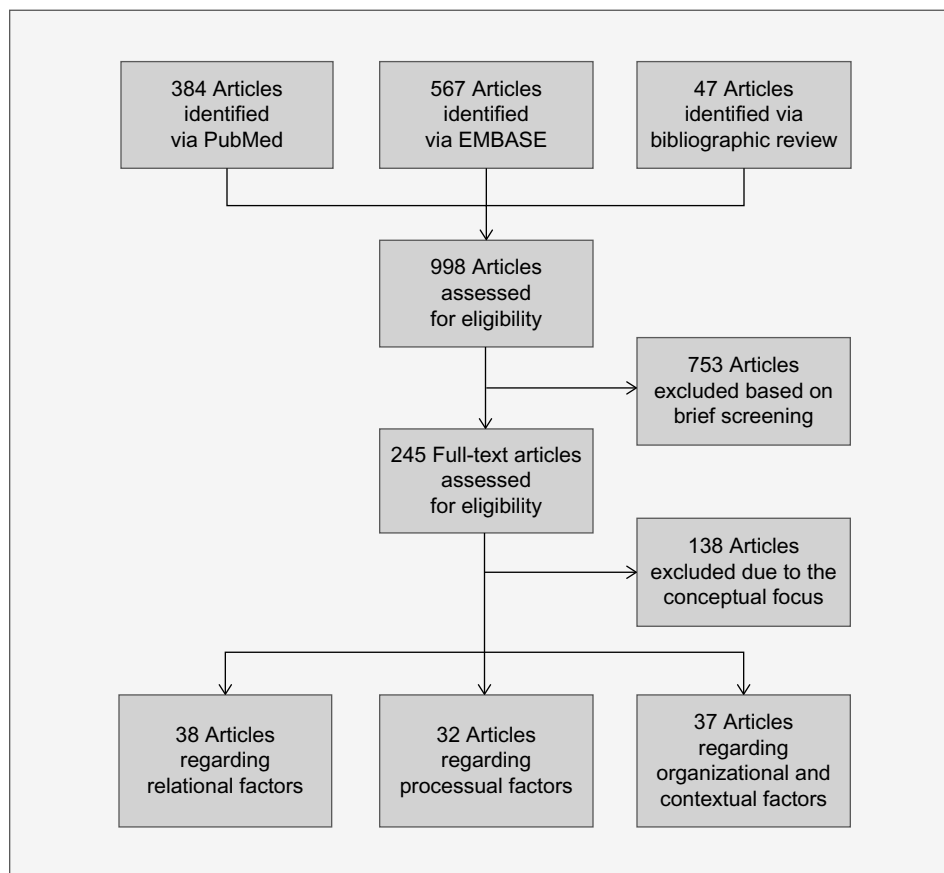 384 Articles
identified
via PubMed
567 Articles
identified
via EMBASE
47 Articles
identified via
bibliographic review
998 Articles
assessed
for eligibility
753 Articles
excluded based on
brief screening
245 Full-text articles
assessed
for eligibility
138 Articles
excluded due to the
conceptual focus
38 Articles
regarding
relational factors
32 Articles
regarding
processual factors
37 Articles
regarding
organizational and
contextual factors